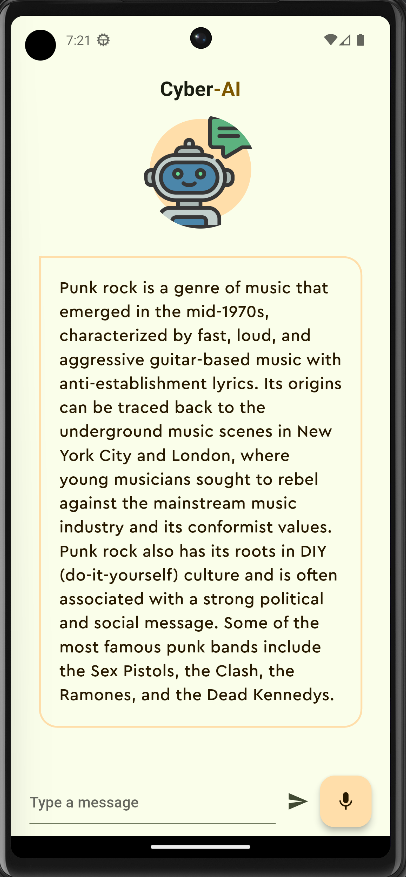 7:21
Cyber-AI
Punk rock is a genre of music that
emerged in the mid-1970s,
characterized by fast, loud, and
aggressive guitar-based music with
anti-establishment lyrics. Its origins
can be traced back to the
underground music scenes in New
York City and London, where
young musicians sought to rebel
against the mainstream music
industry and its conformist values.
Punk rock also has its roots in DIY
(do-it-yourself) culture and is often
associated with a strong political
and social message. Some of the
most famous punk bands include
the Sex Pistols, the Clash, the
Ramones, and the Dead Kennedys.
Type a message